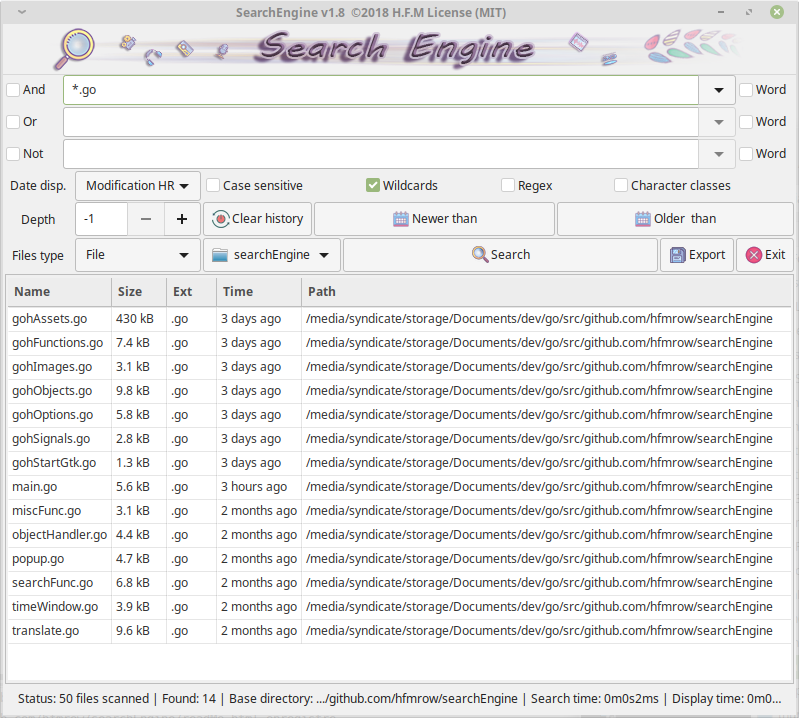 SearchEngine v1.8 ©2018 H.F.M License (MIT)
Search Engine
And *.go Word
Or Word
Not Word
Date disp. Modification HR Case sensitive Wildcards Regex Character classes
Depth -1 Clear history Newer than Older than
Files type File searchEngine Search Export Exit
Name Size Ext Time Path
gohAssets.go 430 kB .go 3 days ago /media/syndicate/storage/Documents/dev/go/src/github.com/hfmrow/searchEngine
gohFunctions.go 7.4 kB .go 3 days ago /media/syndicate/storage/Documents/dev/go/src/github.com/hfmrow/searchEngine
gohImages.go 3.1 kB .go 3 days ago /media/syndicate/storage/Documents/dev/go/src/github.com/hfmrow/searchEngine
gohObjects.go 9.8 kB .go 3 days ago /media/syndicate/storage/Documents/dev/go/src/github.com/hfmrow/searchEngine
gohOptions.go 5.8 kB .go 3 days ago /media/syndicate/storage/Documents/dev/go/src/github.com/hfmrow/searchEngine
gohSignals.go 2.8 kB .go 3 days ago /media/syndicate/storage/Documents/dev/go/src/github.com/hfmrow/searchEngine
gohStartGtk.go 1.3 kB .go 3 days ago /media/syndicate/storage/Documents/dev/go/src/github.com/hfmrow/searchEngine
main.go 5.6 kB .go 3 hours ago /media/syndicate/storage/Documents/dev/go/src/github.com/hfmrow/searchEngine
miscFunc.go 3.1 kB .go 2 months ago /media/syndicate/storage/Documents/dev/go/src/github.com/hfmrow/searchEngine
objectHandler.go 4.4 kB .go 2 months ago /media/syndicate/storage/Documents/dev/go/src/github.com/hfmrow/searchEngine
popup.go 4.7 kB .go 2 months ago /media/syndicate/storage/Documents/dev/go/src/github.com/hfmrow/searchEngine
searchFunc.go 6.8 kB .go 2 months ago /media/syndicate/storage/Documents/dev/go/src/github.com/hfmrow/searchEngine
timeWindow.go 3.9 kB .go 2 months ago /media/syndicate/storage/Documents/dev/go/src/github.com/hfmrow/searchEngine
translate.go 9.6 kB .go 2 months ago /media/syndicate/storage/Documents/dev/go/src/github.com/hfmrow/searchEngine
Status: 50 files scanned | Found: 14 | Base directory: .../github.com/hfmrow/searchEngine | Search time: 0m0s2ms | Display time: 0m0...